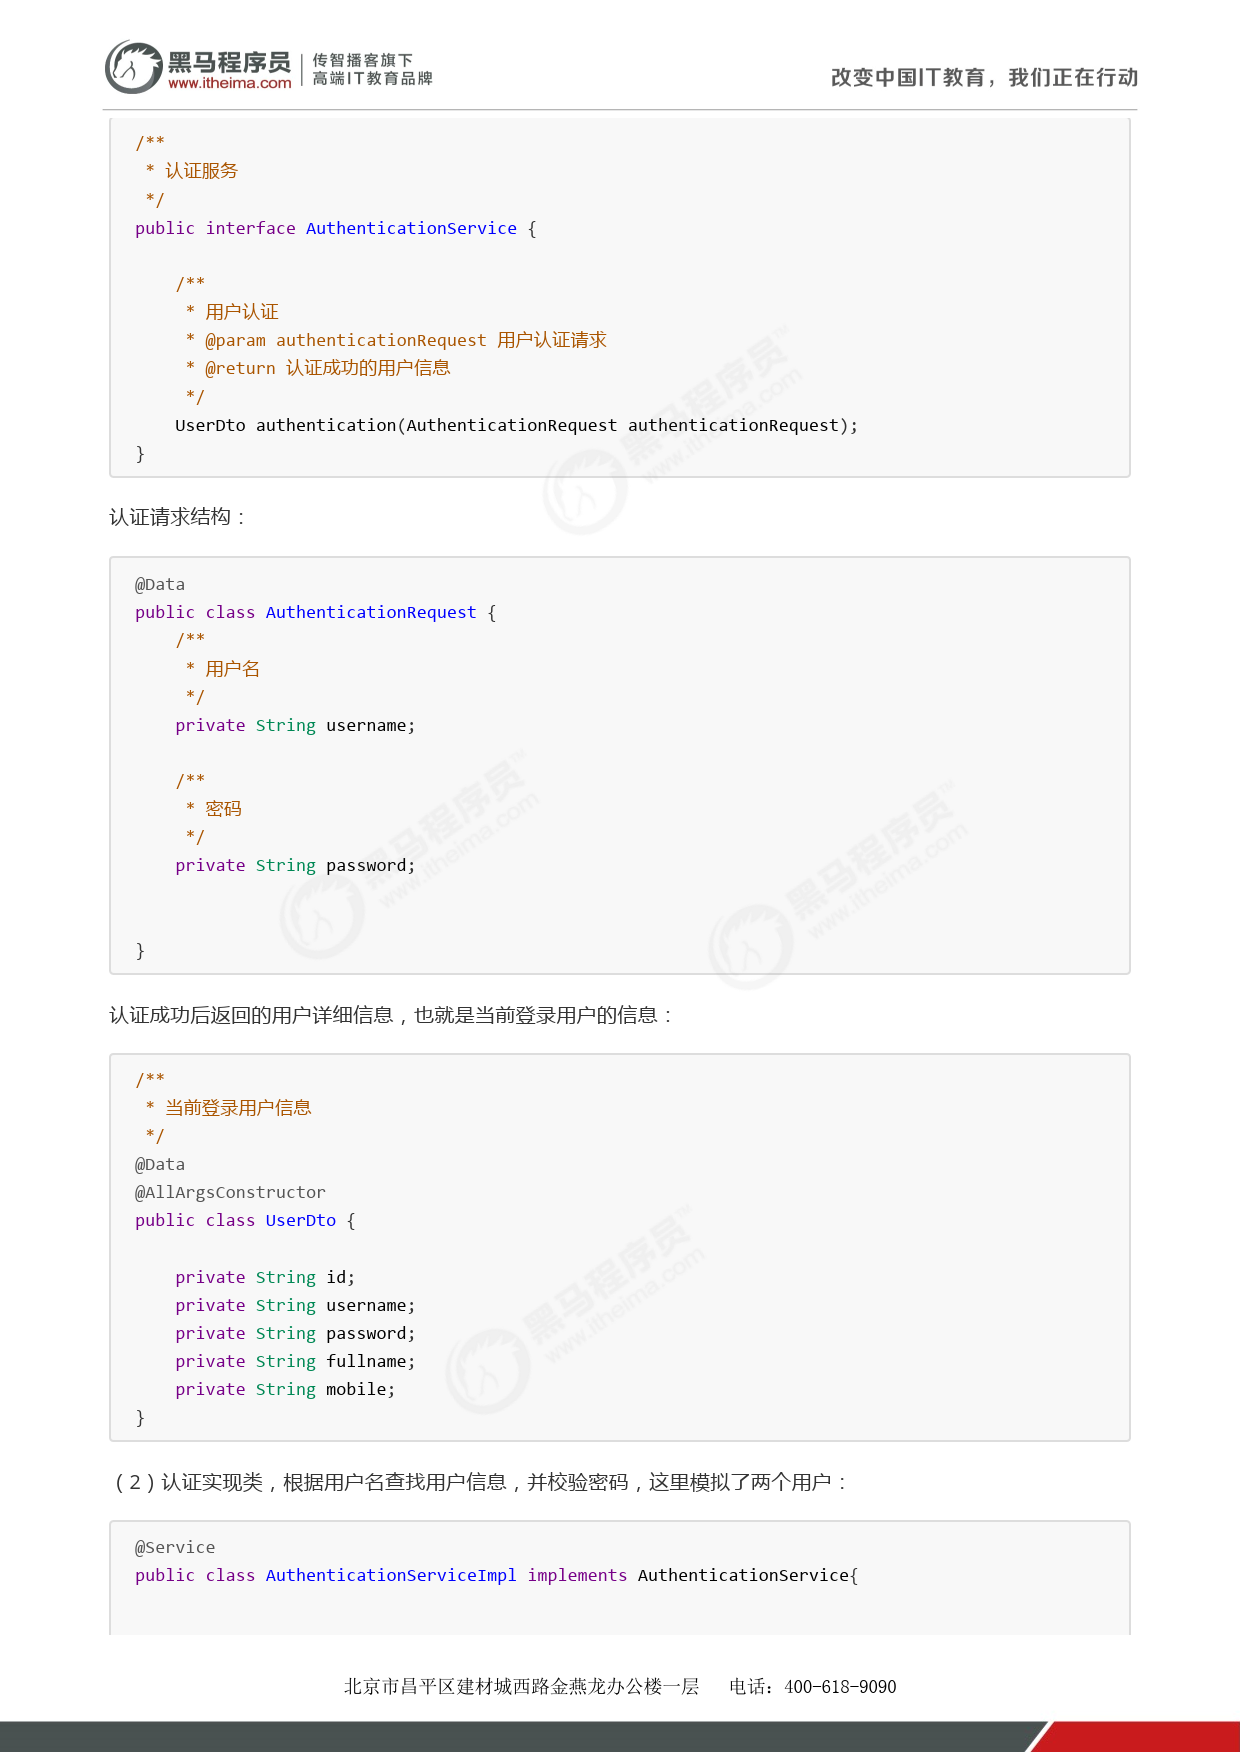 黑马程序员
www.itheima.com
传智播客旗下
高端IT教育品牌
改变中国IT教育，我们正在行动
/**
 * 认证服务
 */
public interface AuthenticationService {

    /**
     * 用户认证
     * @param authenticationRequest 用户认证请求
     * @return 认证成功的用户信息
     */
    UserDto authentication(AuthenticationRequest authenticationRequest);
}
认证请求结构：
@Data
public class AuthenticationRequest {
    /**
     * 用户名
     */
    private String username;

    /**
     * 密码
     */
    private String password;


}
认证成功后返回的用户详细信息，也就是当前登录用户的信息：
/**
 * 当前登录用户信息
 */
@Data
@AllArgsConstructor
public class UserDto {

    private String id;
    private String username;
    private String password;
    private String fullname;
    private String mobile;
}
（2）认证实现类，根据用户名查找用户信息，并校验密码，这里模拟了两个用户：
@Service
public class AuthenticationServiceImpl implements AuthenticationService{
北京市昌平区建材城西路金燕龙办公楼一层 电话：400-618-9090